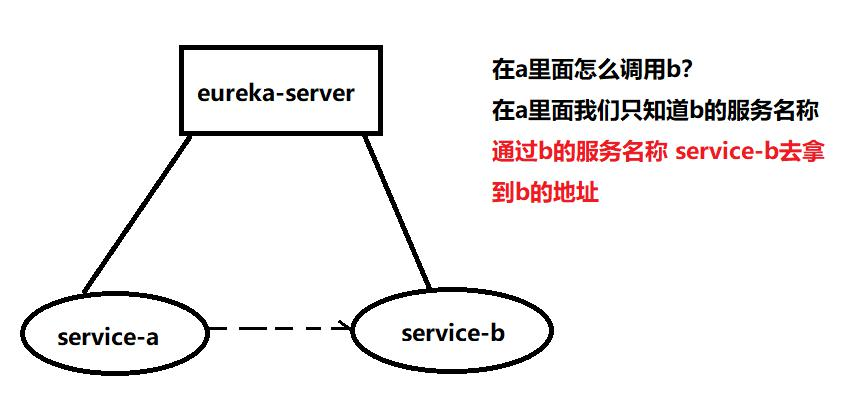 eureka-server
在a里面怎么调用b?
在a里面我们只知道b的服务名称
通过b的服务名称 service-b去拿
到b的地址
service-a
service-b